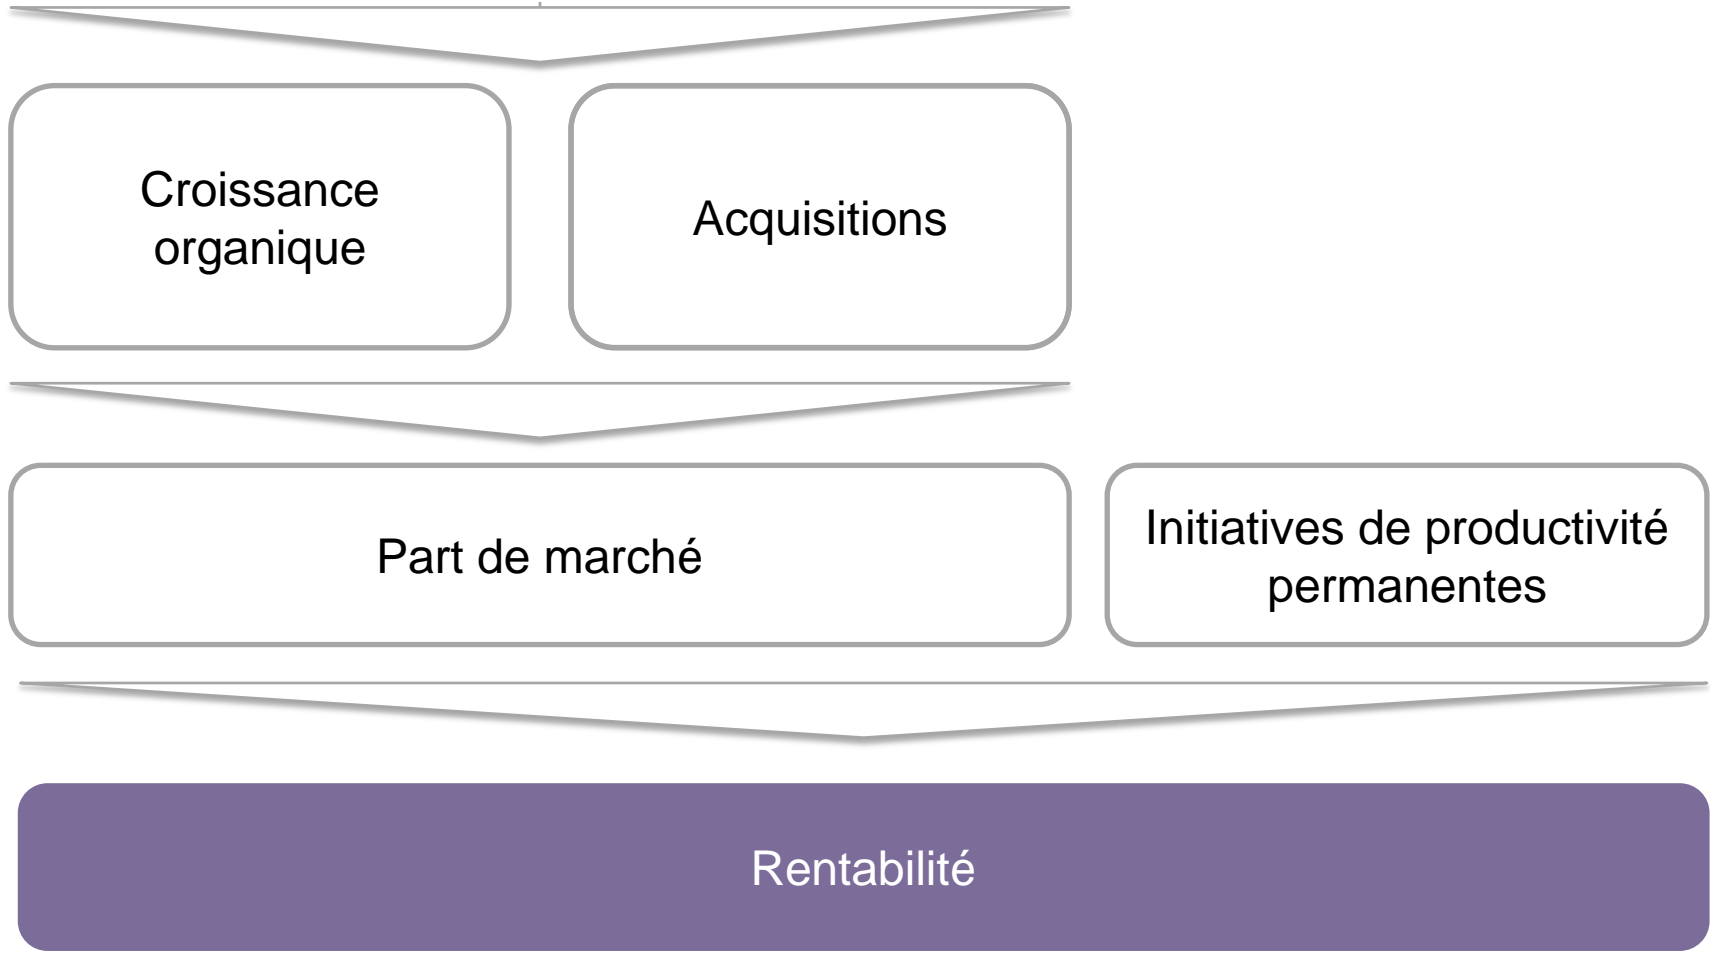 Croissance
organique
Acquisitions
Part de marché
Initiatives de productivité
permanentes
Rentabilité